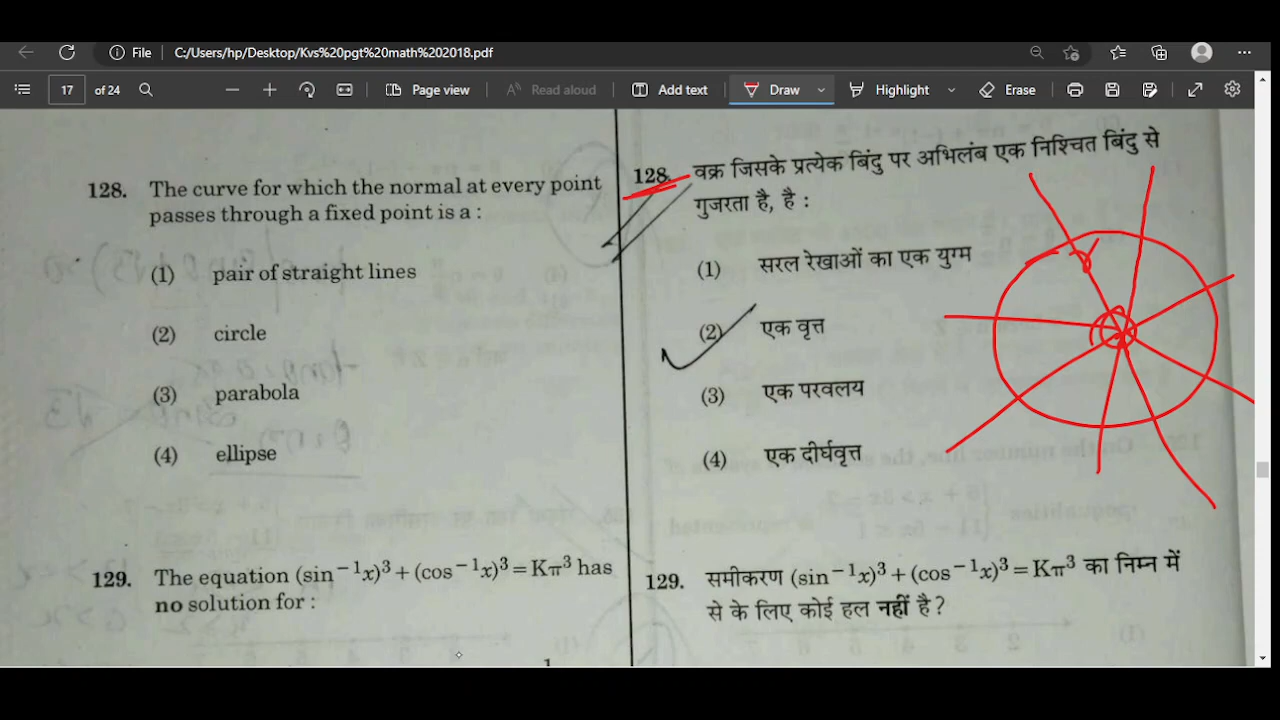 File C:/Users/hp/Desktop/Kvs%20pgt%20math%202018.pdf
17 of 24 Page view Read aloud Add text Draw Highlight Erase
128. The curve for which the normal at every point
passes through a fixed point is a :
(1) pair of straight lines
(2) circle
(3) parabola
(4) ellipse
129. The equation (sin⁻¹x)³ + (cos⁻¹x)³ = Kπ³ has
no solution for :
128. वक्र जिसके प्रत्येक बिंदु पर अभिलंब एक निश्चित बिंदु से
गुजरता है, है :
(1) सरल रेखाओं का एक युग्म
(2) एक वृत्त
(3) एक परवलय
(4) एक दीर्घवृत्त
129. समीकरण (sin⁻¹x)³ + (cos⁻¹x)³ = Kπ³ का निम्न में
से के लिए कोई हल नहीं है?